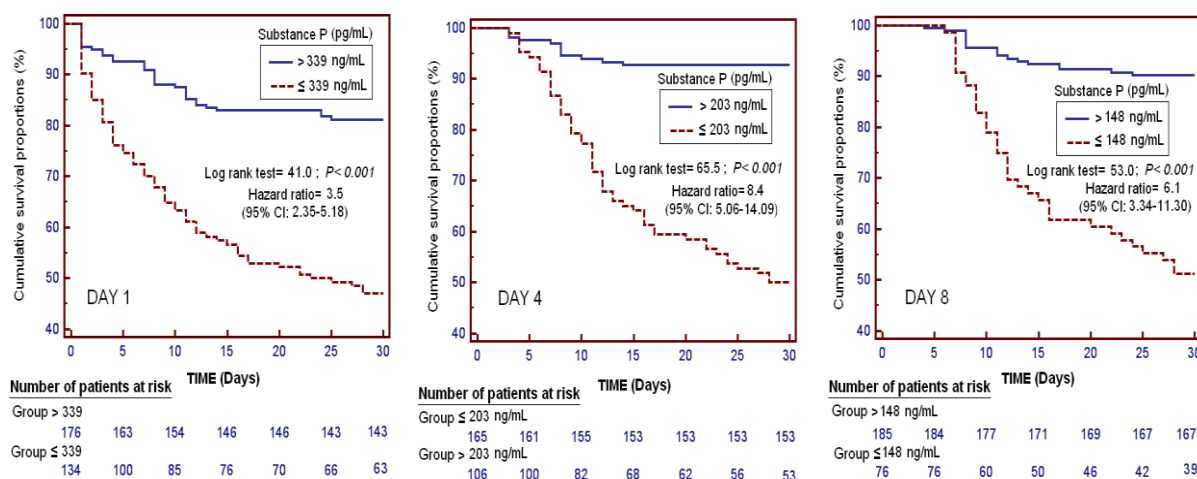 Cumulative survival proportions (%)
100
90
80
70
60
50
40
Substance P (pg/mL)
> 339 ng/mL
≤ 339 ng/mL
Log rank test= 41.0 ; P< 0.001
Hazard ratio= 3.5
(95% CI: 2.35-5.18)
DAY 1
0 5 10 15 20 25 30
TIME (Days)
Number of patients at risk
Group > 339
176 163 154 146 146 143 143
Group ≤ 339
134 100 85 76 70 66 63
Cumulative survival proportions (%)
100
90
80
70
60
50
40
Substance P (pg/mL)
> 203 ng/mL
≤ 203 ng/mL
Log rank test= 65.5 ; P< 0.001
Hazard ratio= 8.4
(95% CI: 5.06-14.09)
DAY 4
0 5 10 15 20 25 30
TIME (Days)
Number of patients at risk
Group ≤ 203 ng/mL
165 161 155 153 153 153 153
Group > 203 ng/mL
106 100 82 68 62 56 53
Cumulative survival proportions (%)
100
90
80
70
60
50
40
Substance P (pg/mL)
> 148 ng/mL
≤ 148 ng/mL
Log rank test= 53.0 ; P< 0.001
Hazard ratio= 6.1
(95% CI: 3.34-11.30)
DAY 8
0 5 10 15 20 25 30
TIME (Days)
Number of patients at risk
Group > 148 ng/mL
185 184 177 171 169 167 167
Group ≤148 ng/mL
76 76 60 50 46 42 39